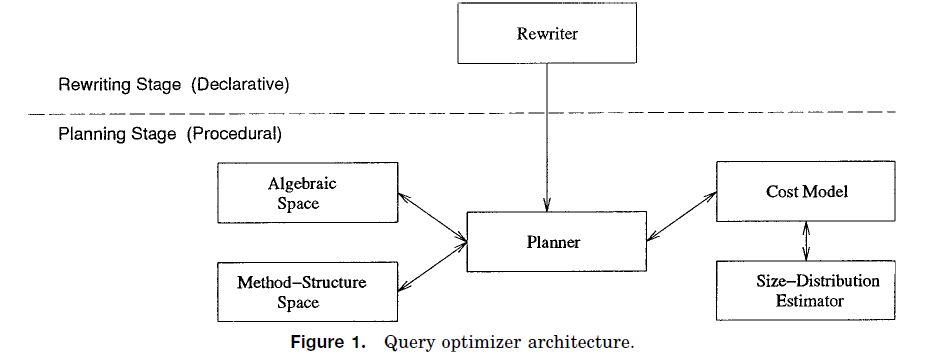 Rewriter
Rewriting Stage (Declarative)
Planning Stage (Procedural)
Algebraic
Space
Cost Model
Planner
Method–Structure
Space
Size–Distribution
Estimator
Figure 1. Query optimizer architecture.